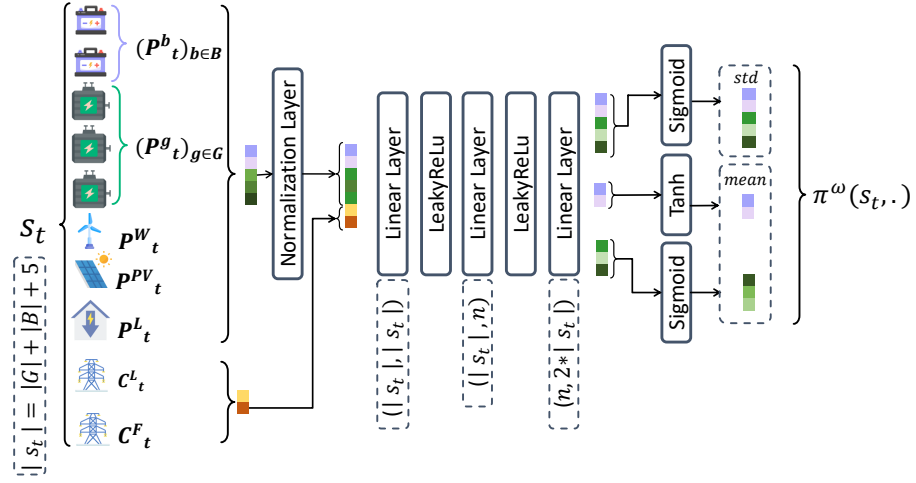 s_t
| s_t | = |G| + |B| + 5
(P^b_t)_{b∈B}
(P^g_t)_{g∈G}
P^W_t
P^PV_t
P^L_t
C^L_t
C^F_t
Normalization Layer
Linear Layer
LeakyReLu
Linear Layer
LeakyReLu
Linear Layer
(| s_t |,| s_t |)
(| s_t |,n)
(n, 2* | s_t |)
Sigmoid
Tanh
Sigmoid
std
mean
π^ω(s_t,.)